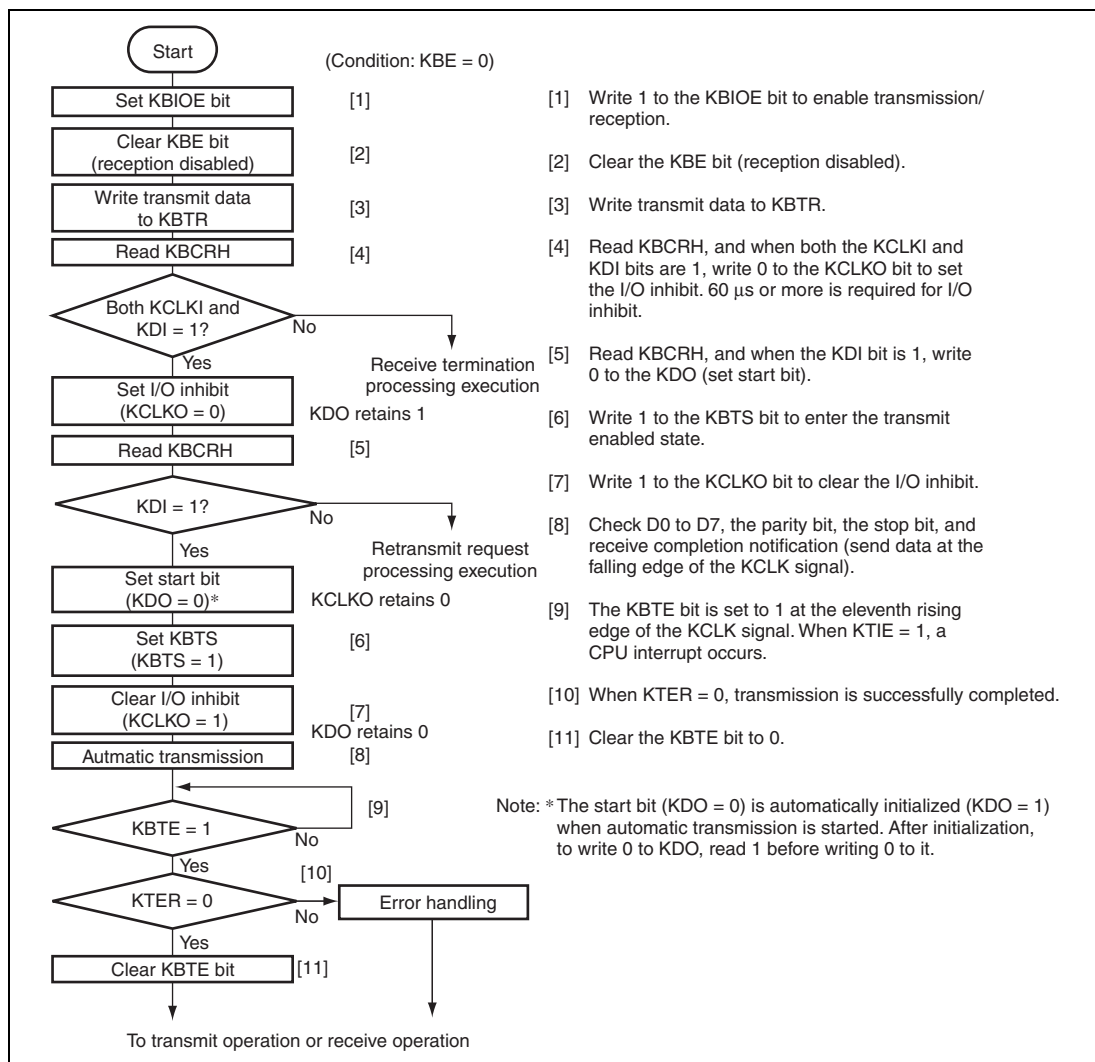 Start
(Condition: KBE = 0)
Set KBIOE bit
[1]
Clear KBE bit
(reception disabled)
[2]
Write transmit data
to KBTR
[3]
Read KBCRH
[4]
Both KCLKI and
KDI = 1?
No
Yes
Receive termination
processing execution
Set I/O inhibit
(KCLKO = 0)
KDO retains 1
Read KBCRH
[5]
KDI = 1?
No
Yes
Retransmit request
processing execution
Set start bit
(KDO = 0)*
KCLKO retains 0
Set KBTS
(KBTS = 1)
[6]
Clear I/O inhibit
(KCLKO = 1)
[7]
KDO retains 0
Autmatic transmission
[8]
[9]
KBTE = 1
No
Yes
[10]
KTER = 0
No
Error handling
Yes
Clear KBTE bit
[11]
To transmit operation or receive operation
[1] Write 1 to the KBIOE bit to enable transmission/
reception.
[2] Clear the KBE bit (reception disabled).
[3] Write transmit data to KBTR.
[4] Read KBCRH, and when both the KCLKI and
KDI bits are 1, write 0 to the KCLKO bit to set
the I/O inhibit. 60 μs or more is required for I/O
inhibit.
[5] Read KBCRH, and when the KDI bit is 1, write
0 to the KDO (set start bit).
[6] Write 1 to the KBTS bit to enter the transmit
enabled state.
[7] Write 1 to the KCLKO bit to clear the I/O inhibit.
[8] Check D0 to D7, the parity bit, the stop bit, and
receive completion notification (send data at the
falling edge of the KCLK signal).
[9] The KBTE bit is set to 1 at the eleventh rising
edge of the KCLK signal. When KTIE = 1, a
CPU interrupt occurs.
[10] When KTER = 0, transmission is successfully completed.
[11] Clear the KBTE bit to 0.
Note: * The start bit (KDO = 0) is automatically initialized (KDO = 1)
when automatic transmission is started. After initialization,
to write 0 to KDO, read 1 before writing 0 to it.